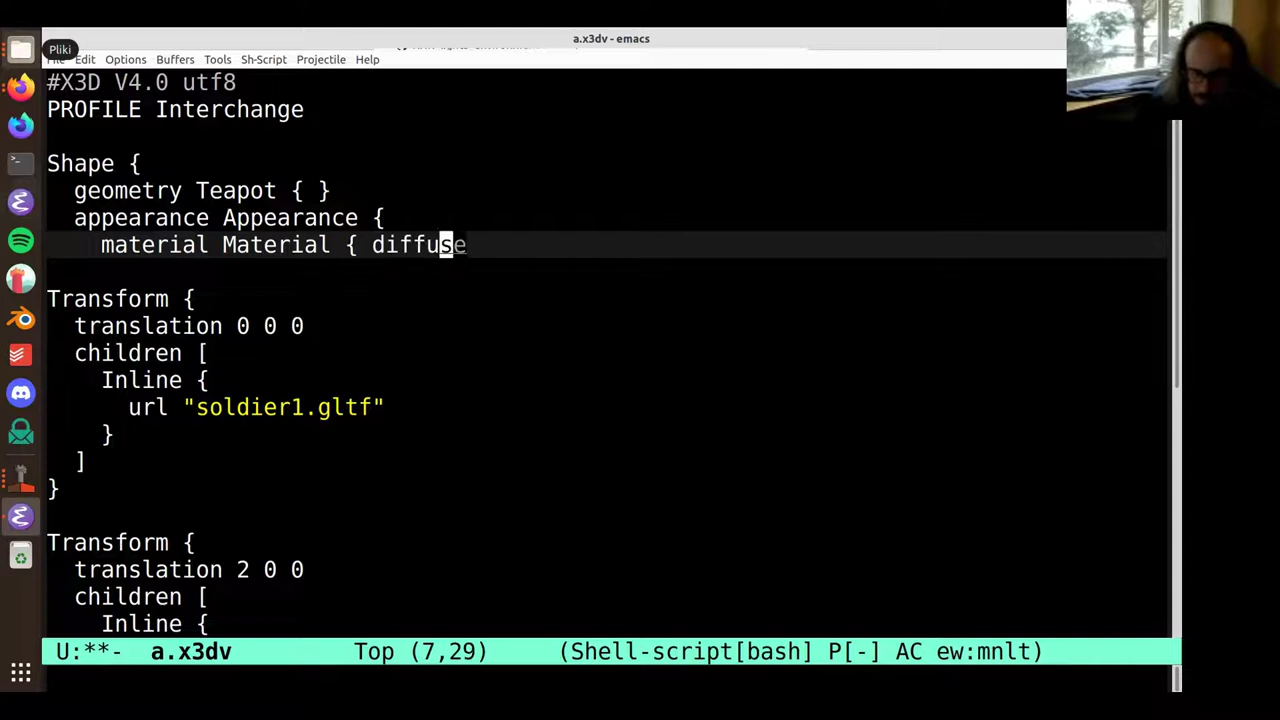 a.x3dv - emacs
Pliki
Edit Options Buffers Tools Sh-Script Projectile Help
#X3D V4.0 utf8
PROFILE Interchange
Shape {
geometry Teapot { }
appearance Appearance {
material Material { diffuse
Transform {
translation 0 0 0
children [
Inline {
url "soldier1.gltf"
}
]
}
Transform {
translation 2 0 0
children [
Inline {
U:**- a.x3dv Top (7,29) (Shell-script[bash] P[-] AC ew:mnlt)